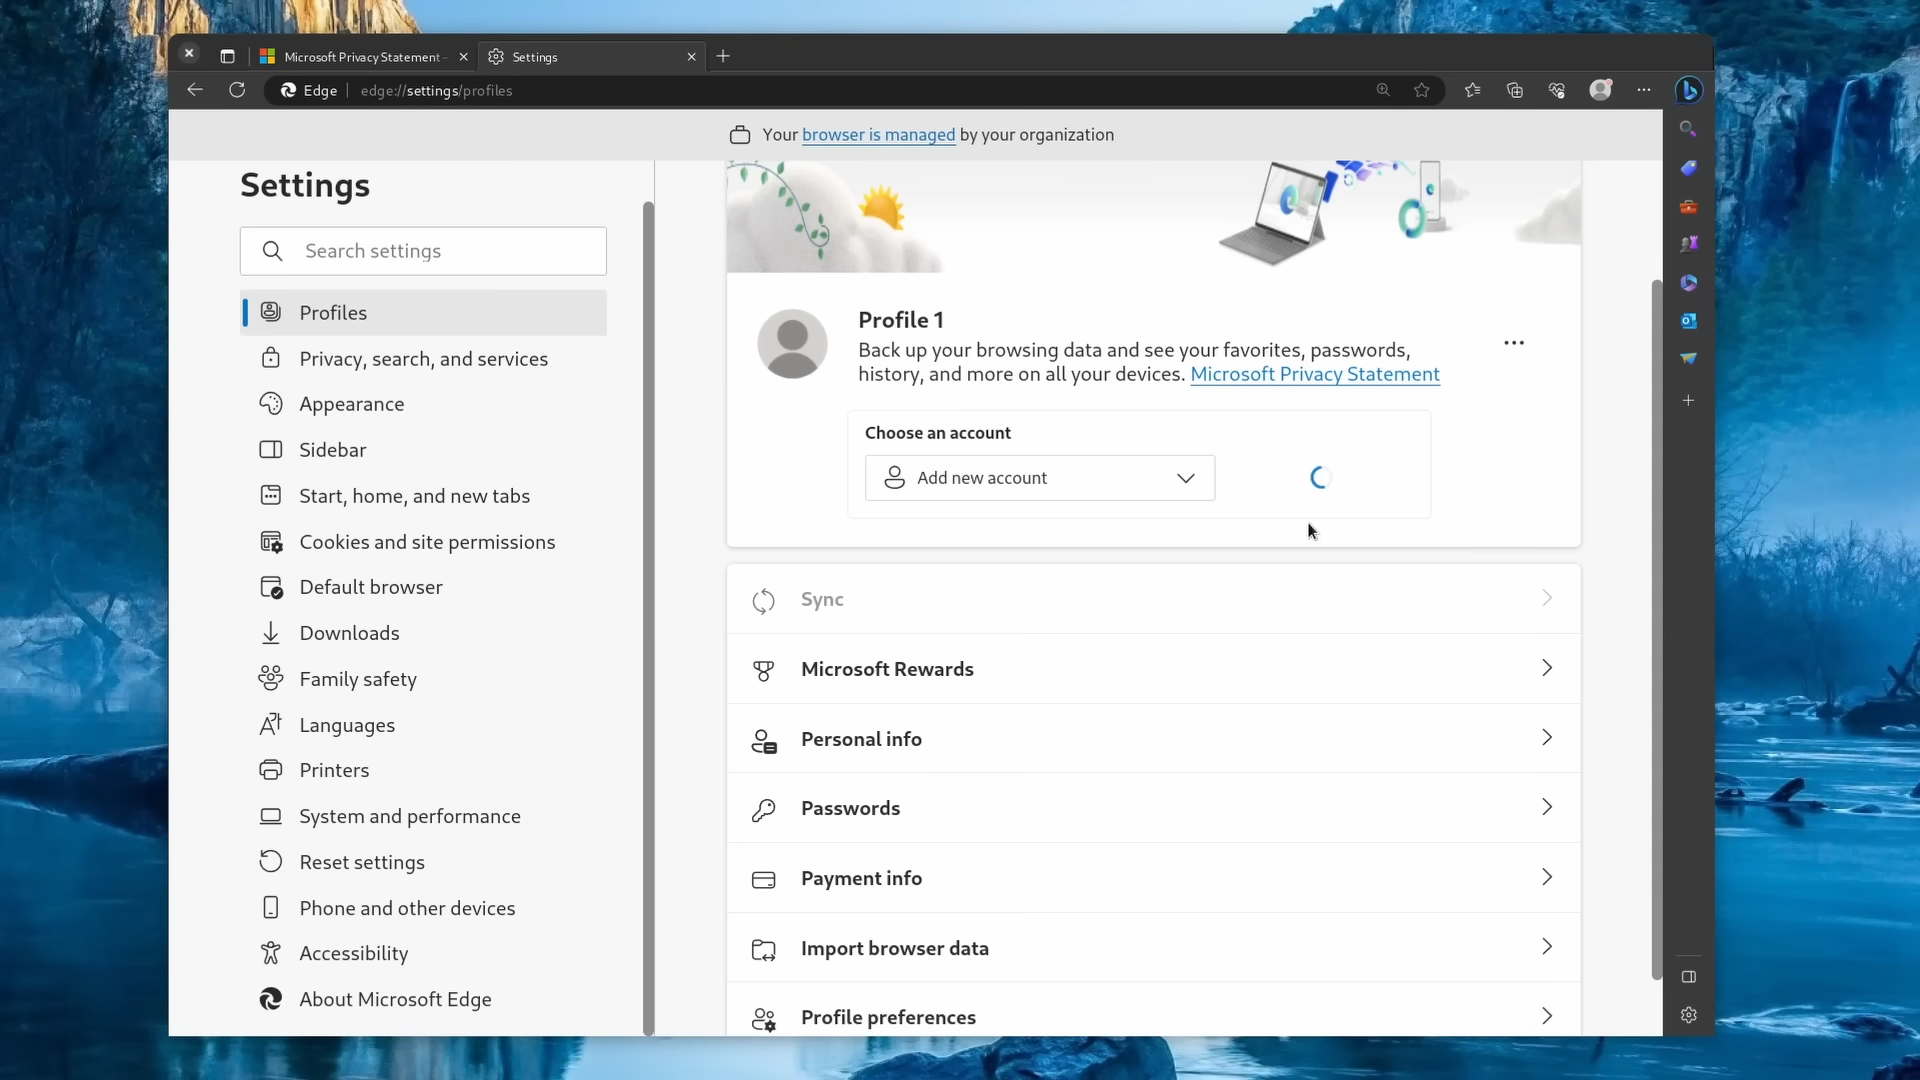 Microsoft Privacy Statement
Settings
Edge
edge://settings/profiles
Your browser is managed by your organization
Settings
Search settings
Profiles
Privacy, search, and services
Appearance
Sidebar
Start, home, and new tabs
Cookies and site permissions
Default browser
Downloads
Family safety
Languages
Printers
System and performance
Reset settings
Phone and other devices
Accessibility
About Microsoft Edge
Profile 1
Back up your browsing data and see your favorites, passwords,
history, and more on all your devices. Microsoft Privacy Statement
Choose an account
Add new account
Sync
Microsoft Rewards
Personal info
Passwords
Payment info
Import browser data
Profile preferences